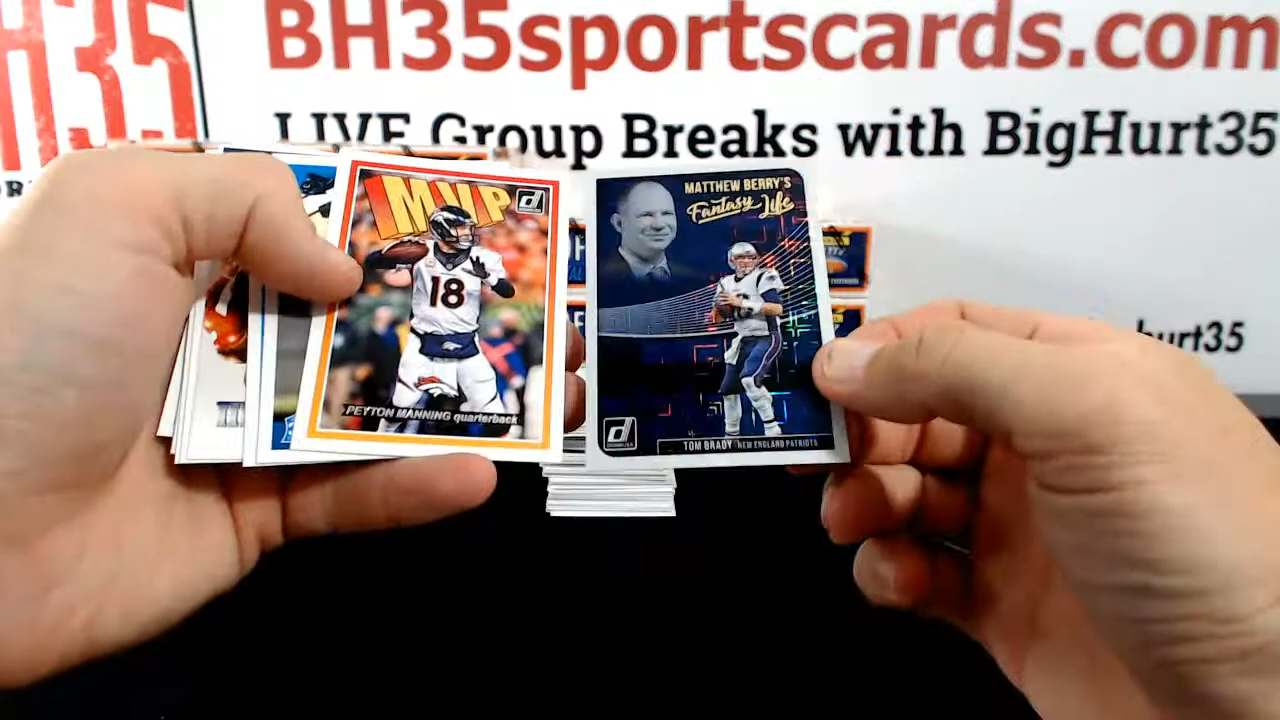 BH35sportscards.com
H35
LIVE Group Breaks with BigHurt35
hurt35
MVP
18
PEYTON MANNING quarterback
MATTHEW BERRY'S
Fantasy Life
DONRUSS
TOM BRADY NEW ENGLAND PATRIOTS